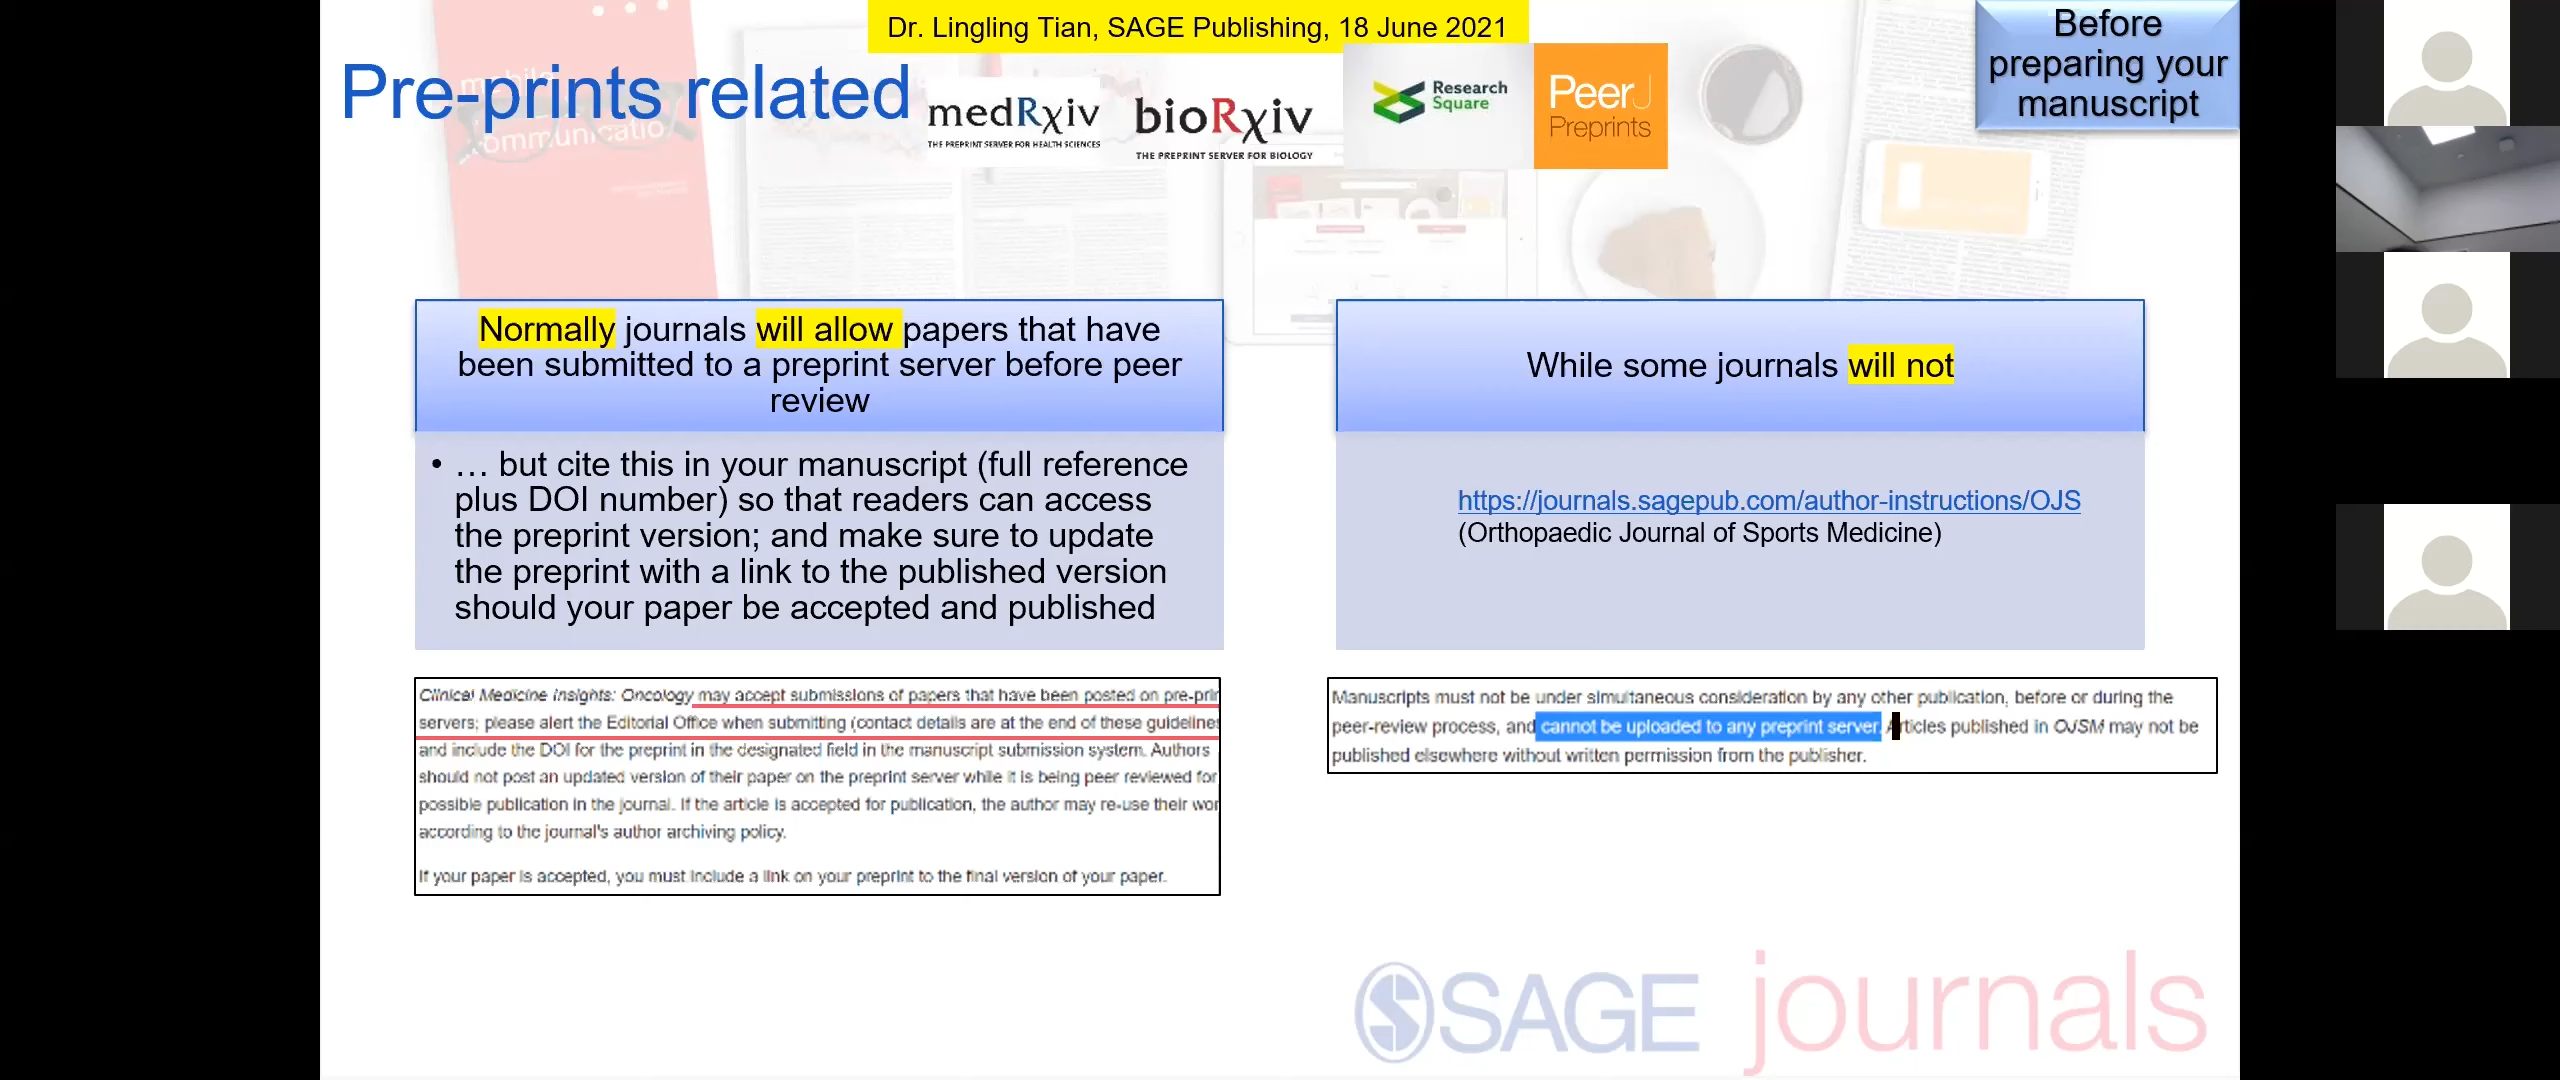 Dr. Lingling Tian, SAGE Publishing, 18 June 2021
Before
preparing your
manuscript
Pre-prints related
medRxiv
THE PREPRINT SERVER FOR HEALTH SCIENCES
bioRxiv
THE PREPRINT SERVER FOR BIOLOGY
Research
Square
PeerJ
Preprints
Normally journals will allow papers that have
been submitted to a preprint server before peer
review
• … but cite this in your manuscript (full reference
plus DOI number) so that readers can access
the preprint version; and make sure to update
the preprint with a link to the published version
should your paper be accepted and published
Clinical Medicine Insights: Oncology may accept submissions of papers that have been posted on pre-prin
servers; please alert the Editorial Office when submitting (contact details are at the end of these guidelines
and include the DOI for the preprint in the designated field in the manuscript submission system. Authors
should not post an updated version of their paper on the preprint server while it is being peer reviewed for
possible publication in the journal. If the article is accepted for publication, the author may re-use their wor
according to the journal's author archiving policy.
If your paper is accepted, you must include a link on your preprint to the final version of your paper.
While some journals will not
https://journals.sagepub.com/author-instructions/OJS
(Orthopaedic Journal of Sports Medicine)
Manuscripts must not be under simultaneous consideration by any other publication, before or during the
peer-review process, and cannot be uploaded to any preprint server. Articles published in OJSM may not be
published elsewhere without written permission from the publisher.
SAGE journals